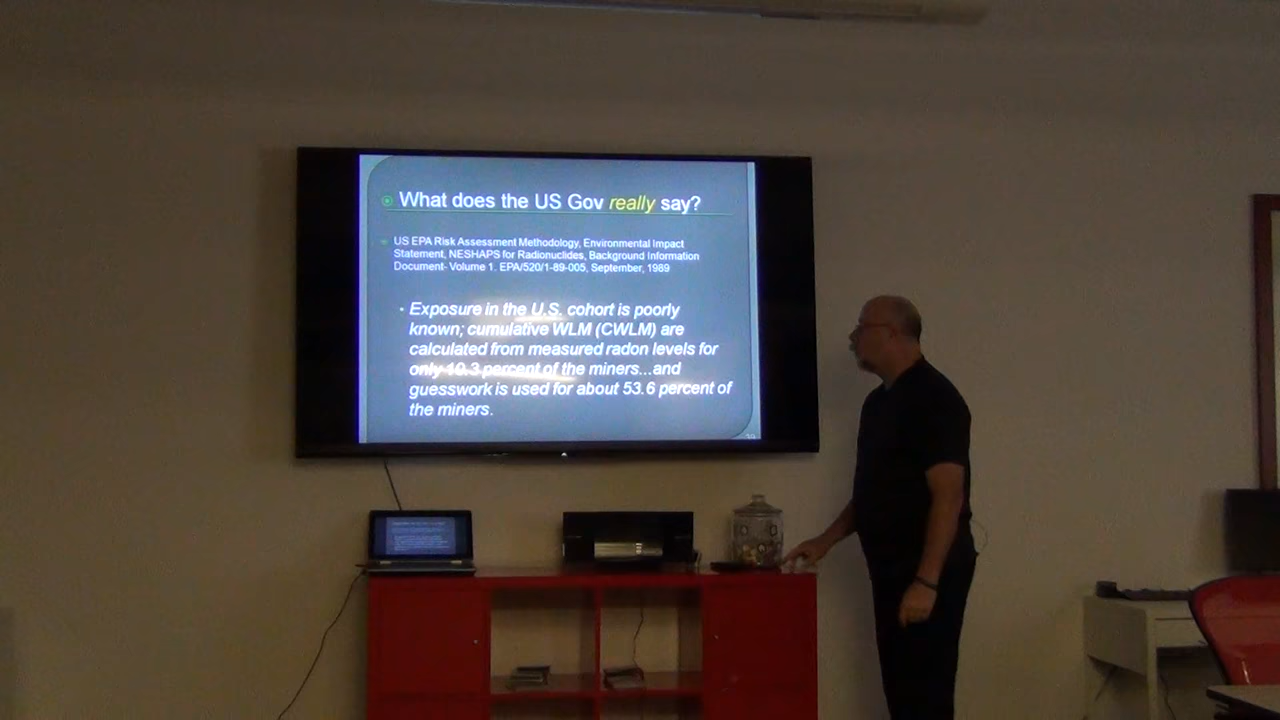 What does the US Gov really say?
US EPA Risk Assessment Methodology, Environmental Impact
Statement, NESHAPS for Radionuclides, Background Information
Document- Volume 1. EPA/520/1-89-005, September, 1989
Exposure in the U.S. cohort is poorly
known; cumulative WLM (CWLM) are
calculated from measured radon levels for
only 10.3 percent of the miners...and
guesswork is used for about 53.6 percent of
the miners.